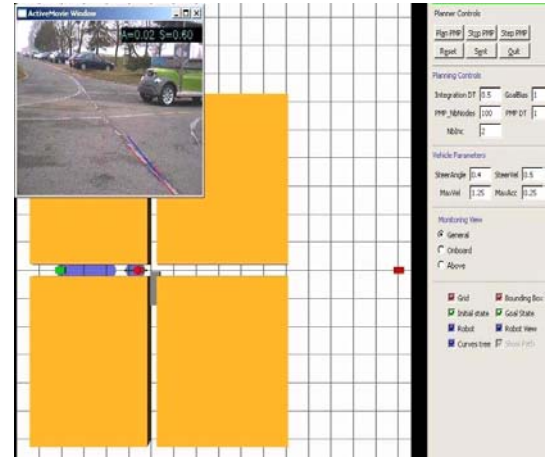 ActiveMovie Window
A=0.02 S=0.60
Planner Controls
Plan PMP Stop PMP Step PMP
Reset Sent Quit
Planning Controls
Integration DT 0.5 GoalBias 1
PMP_NbNodes 100 PMP DT 1
NbInc 2
Vehicle Parameters
SteerAngle 0.4 SteerVel 0.5
MaxVel 1.25 MaxAcc 0.25
Monitoring View
General
Onboard
Above
Grid Bounding Box
Initial state Goal State
Robot Robot View
Curves tree Show Path